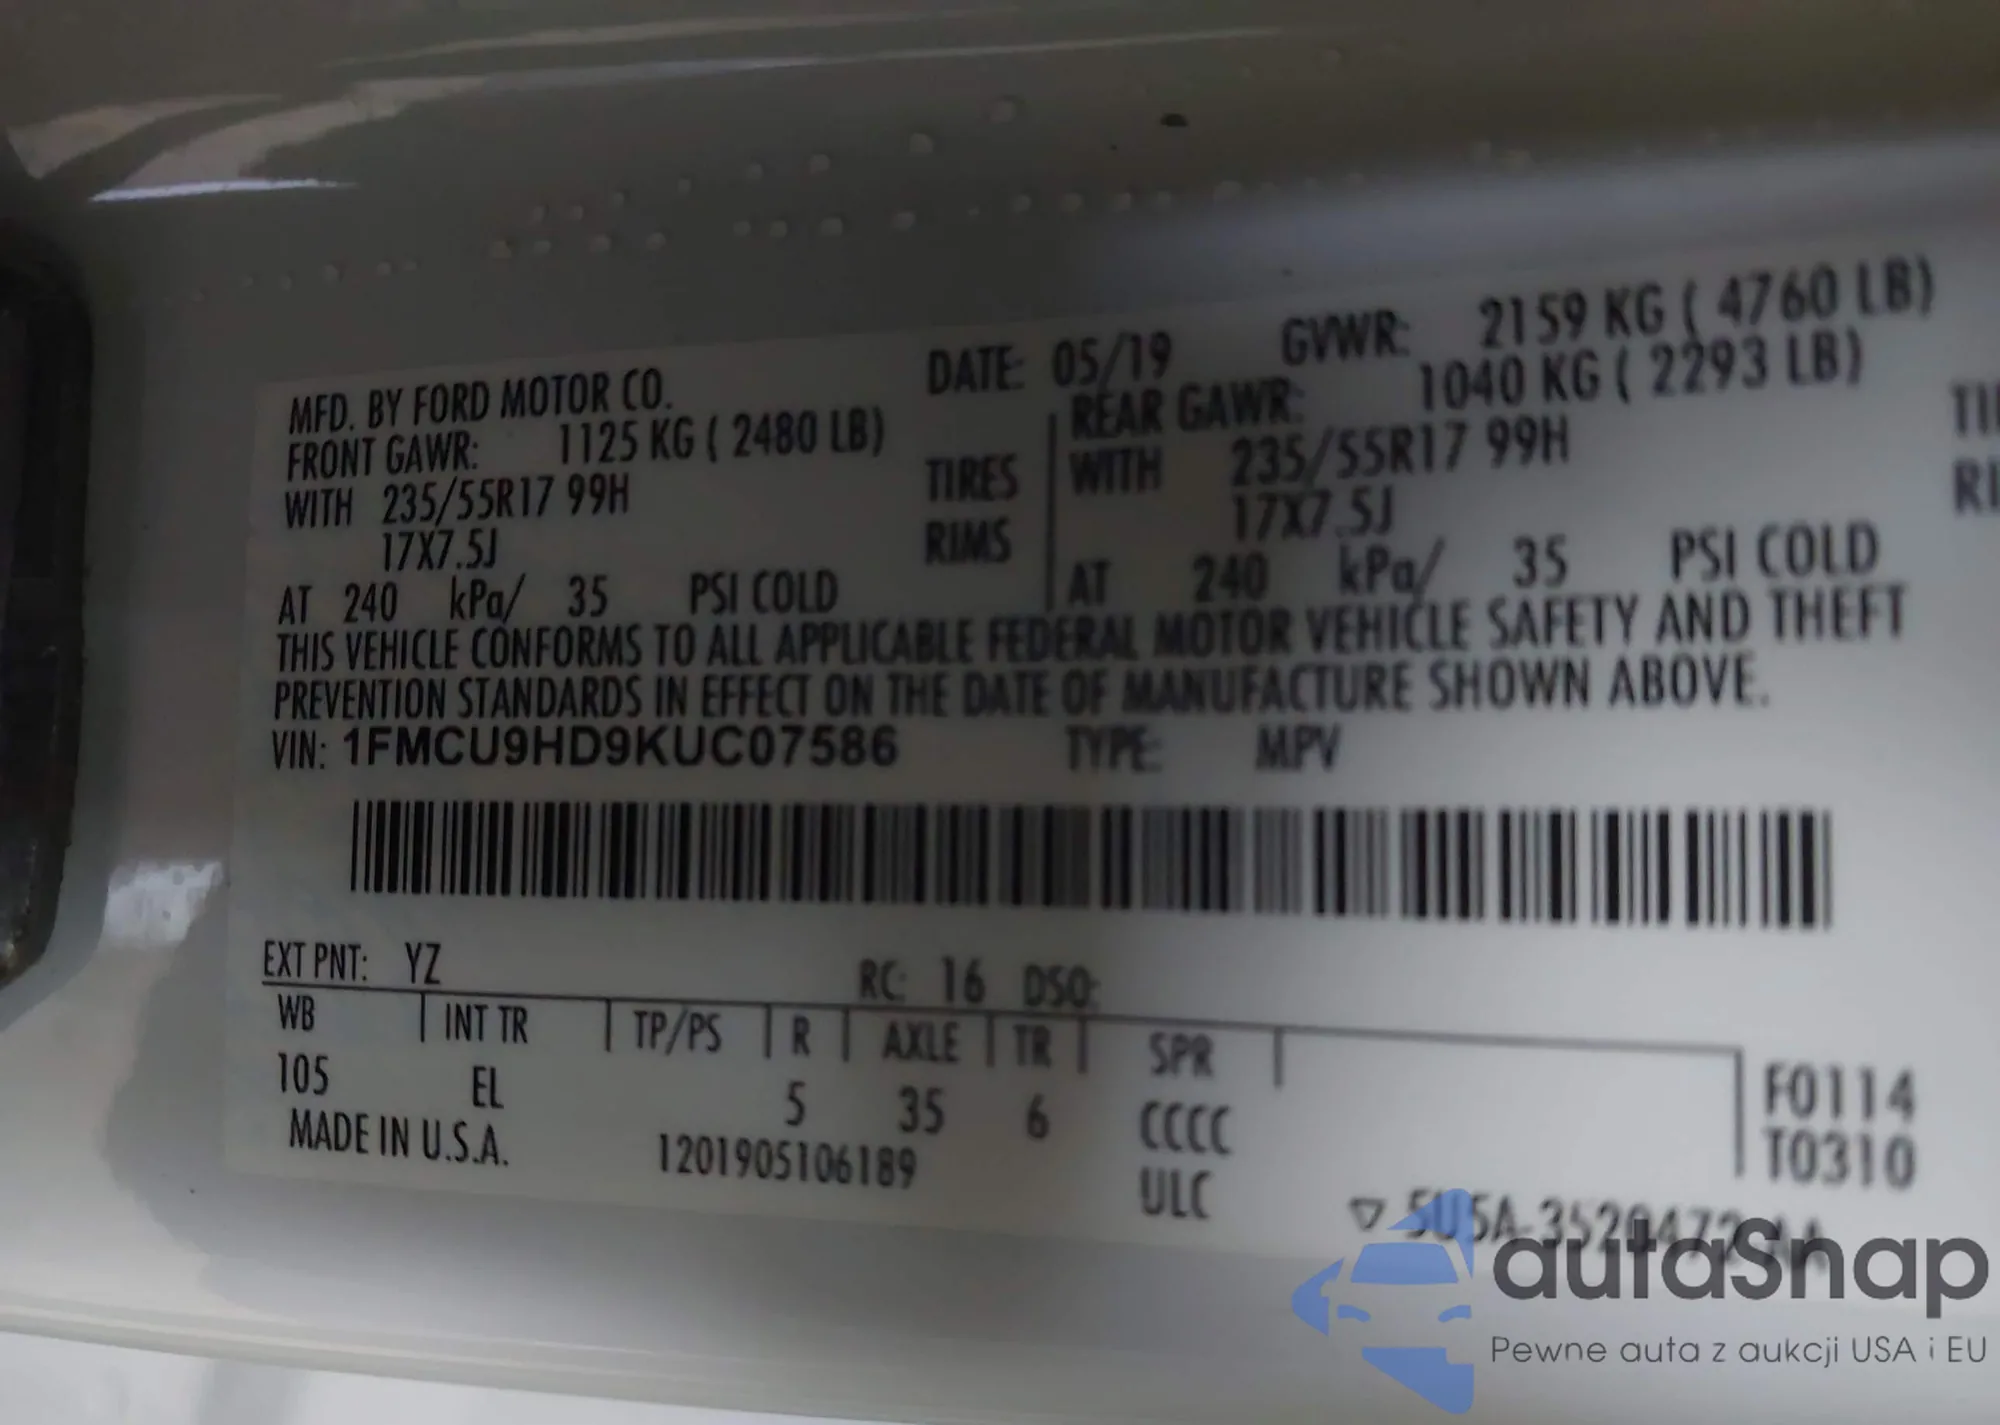 MFD. BY FORD MOTOR CO. DATE: 05/19 GVWR: 2159 KG ( 4760 LB)
FRONT GAWR: 1125 KG ( 2480 LB) REAR GAWR: 1040 KG ( 2293 LB)
WITH 235/55R17 99H TIRES WITH 235/55R17 99H TI
17X7.5J RIMS 17X7.5J RI
AT 240 kPa/ 35 PSI COLD AT 240 kPa/ 35 PSI COLD
THIS VEHICLE CONFORMS TO ALL APPLICABLE FEDERAL MOTOR VEHICLE SAFETY AND THEFT
PREVENTION STANDARDS IN EFFECT ON THE DATE OF MANUFACTURE SHOWN ABOVE.
VIN: 1FMCU9HD9KUC07586 TYPE: MPV
EXT PNT: YZ RC: 16 DSO:
WB INT TR TP/PS R AXLE TR SPR
105 EL 5 35 6 CCCC F0114
MADE IN U.S.A. 1201905106189 ULC T0310
autaSnap
Pewne auta z aukcji USA i EU